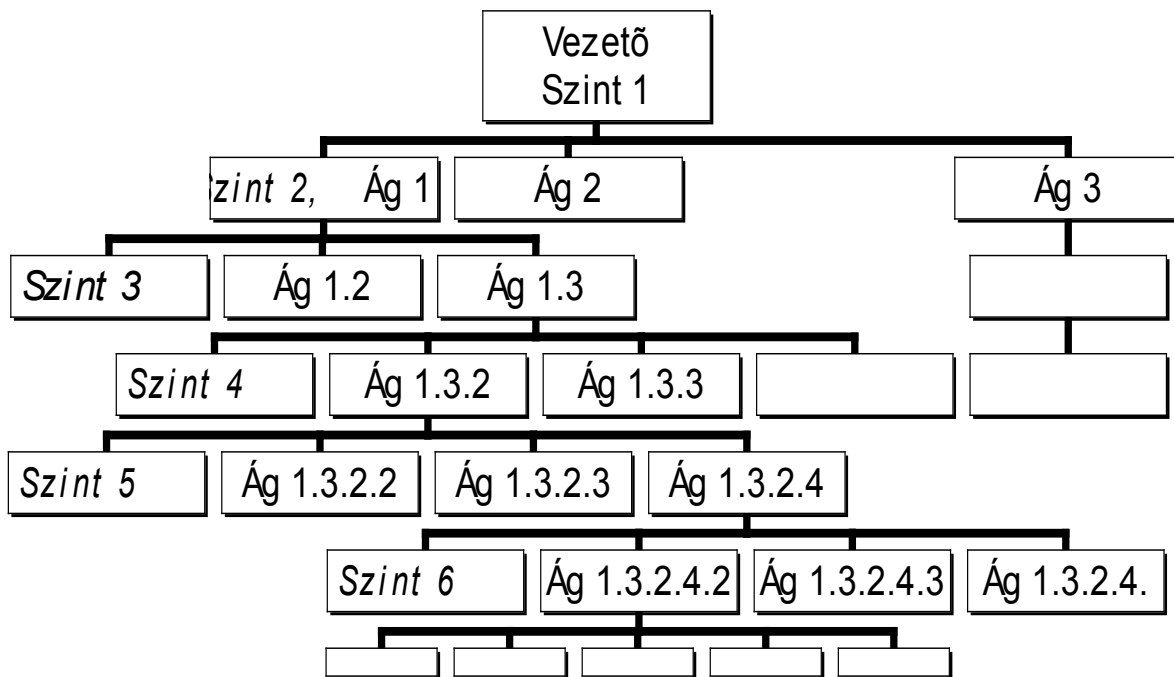 Vezetõ
Szint 1
Szint 2, Ág 1
Ág 2
Ág 3
Szint 3
Ág 1.2
Ág 1.3
Szint 4
Ág 1.3.2
Ág 1.3.3
Szint 5
Ág 1.3.2.2
Ág 1.3.2.3
Ág 1.3.2.4
Szint 6
Ág 1.3.2.4.2
Ág 1.3.2.4.3
Ág 1.3.2.4.